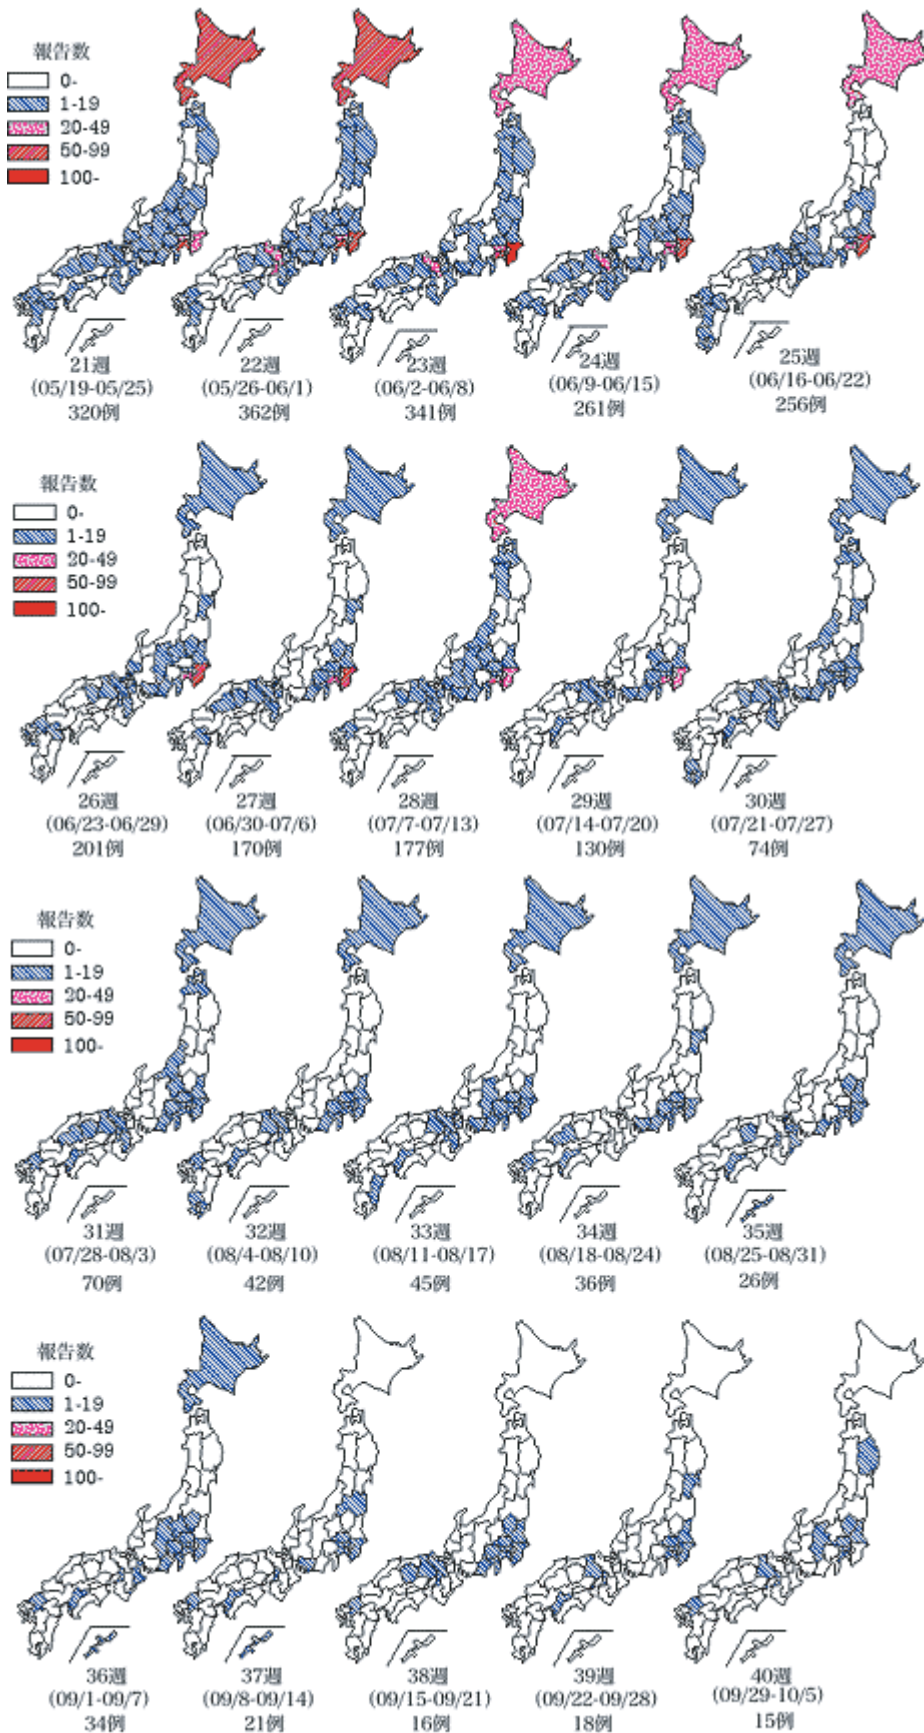 報告数
0-
1-19
20-49
50-99
100-
21週
(05/19-05/25)
320例
22週
(05/26-06/1)
362例
23週
(06/2-06/8)
341例
24週
(06/9-06/15)
261例
25週
(06/16-06/22)
256例
報告数
0-
1-19
20-49
50-99
100-
26週
(06/23-06/29)
201例
27週
(06/30-07/6)
170例
28週
(07/7-07/13)
177例
29週
(07/14-07/20)
130例
30週
(07/21-07/27)
74例
報告数
0-
1-19
20-49
50-99
100-
31週
(07/28-08/3)
70例
32週
(08/4-08/10)
42例
33週
(08/11-08/17)
45例
34週
(08/18-08/24)
36例
35週
(08/25-08/31)
26例
報告数
0-
1-19
20-49
50-99
100-
36週
(09/1-09/7)
34例
37週
(09/8-09/14)
21例
38週
(09/15-09/21)
16例
39週
(09/22-09/28)
18例
40週
(09/29-10/5)
15例